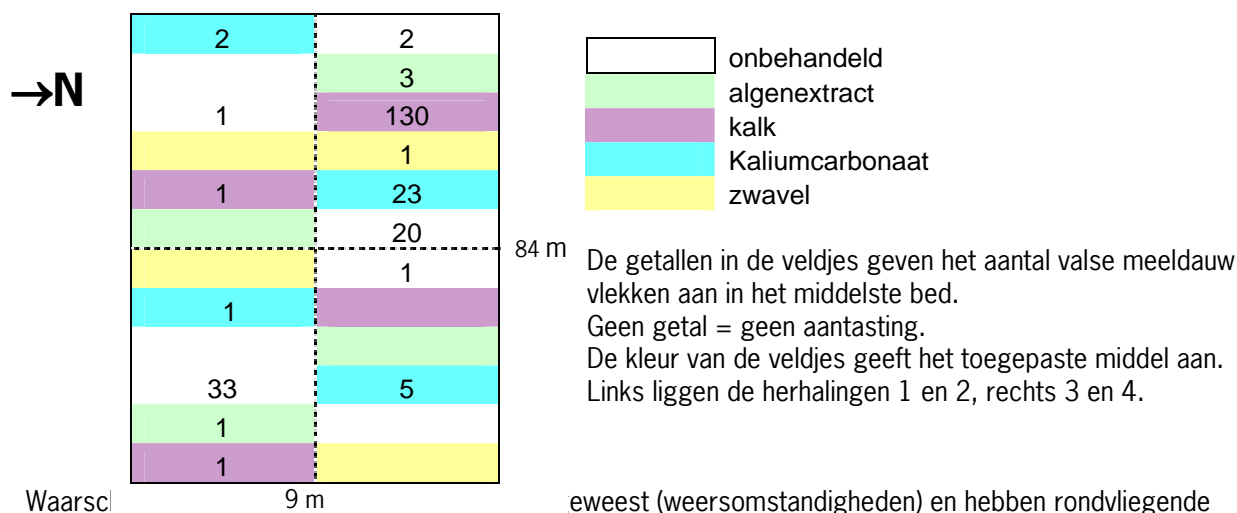 2 2
3
→N
1 130
1
1 23
20
84 m
1
1
33 5
1
1
9 m
onbehandeld
algenextract
kalk
Kaliumcarbonaat
zwavel
De getallen in de veldjes geven het aantal valse meeldauw
vlekken aan in het middelste bed.
Geen getal = geen aantasting.
De kleur van de veldjes geeft het toegepaste middel aan.
Links liggen de herhalingen 1 en 2, rechts 3 en 4.
(weersomstandigheden) en hebben rondvliegende